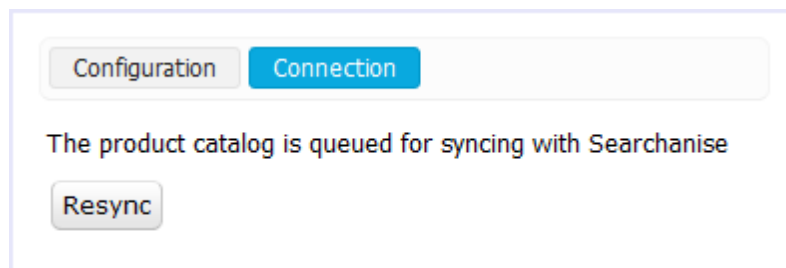 Configuration Connection
The product catalog is queued for syncing with Searchanise
Resync